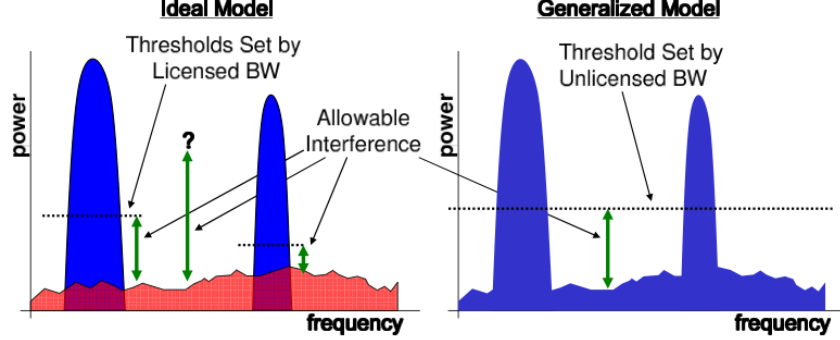 Ideal Model
Generalized Model
Thresholds Set by
Licensed BW
Threshold Set by
Unlicensed BW
?
Allowable
Interference
power
power
frequency
frequency